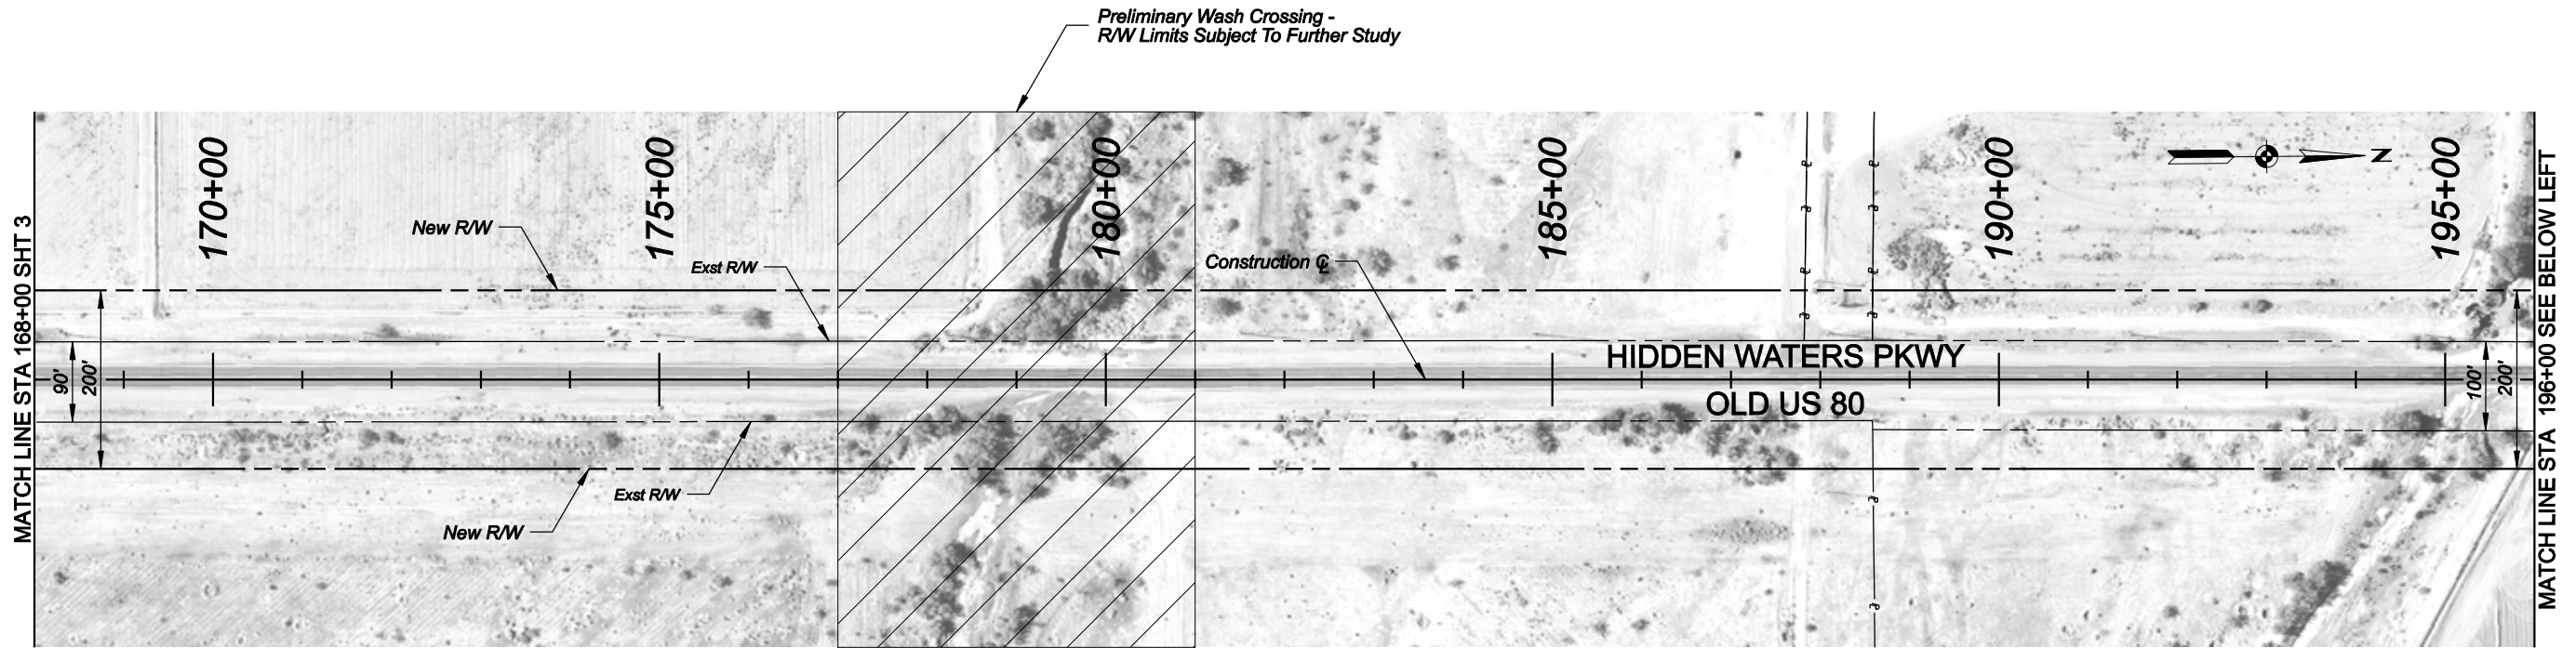 Preliminary Wash Crossing -
R/W Limits Subject To Further Study
170+00
175+00
180+00
185+00
190+00
195+00
N
New R/W
Exst R/W
Construction ℄
MATCH LINE STA 168+00 SHT 3
90'
200'
HIDDEN WATERS PKWY
OLD US 80
100'
200'
MATCH LINE STA 196+00 SEE BELOW LEFT
Exst R/W
New R/W